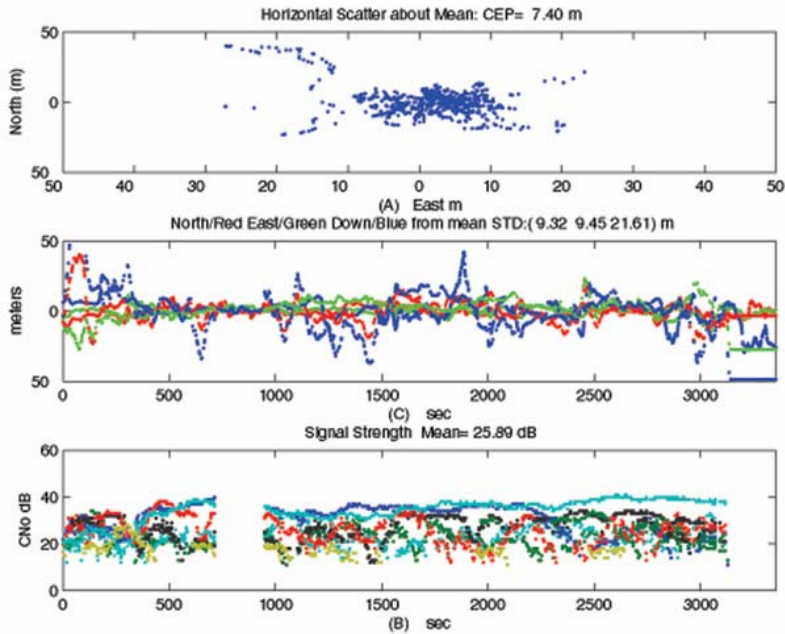 Horizontal Scatter about Mean: CEP= 7.40 m
North (m)
50
0
50
50 40 30 20 10 0 10 20 30 40 50
(A) East m
North/Red East/Green Down/Blue from mean STD:( 9.32 9.45 21.61) m
meters
50
0
50
0 500 1000 1500 2000 2500 3000
(C) sec
Signal Strength Mean= 25.89 dB
CNo dB
60
40
20
0
0 500 1000 1500 2000 2500 3000
(B) sec